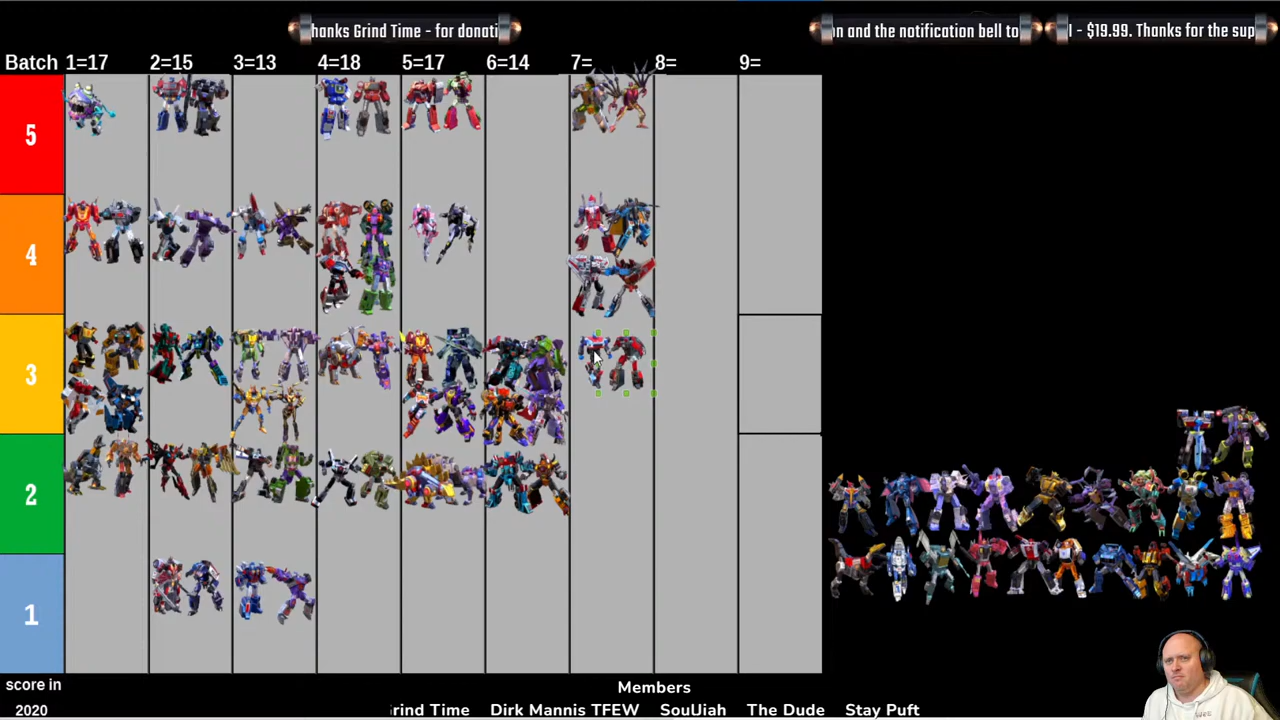 hanks Grind Time - for donati
n and the notification bell to
- $19.99. Thanks for the sup
Batch 1=17 2=15 3=13 4=18 5=17 6=14 7= 8= 9=
5
4
3
2
1
score in
2020
Members
rind Time Dirk Mannis TFEW SouUiah The Dude Stay Puft